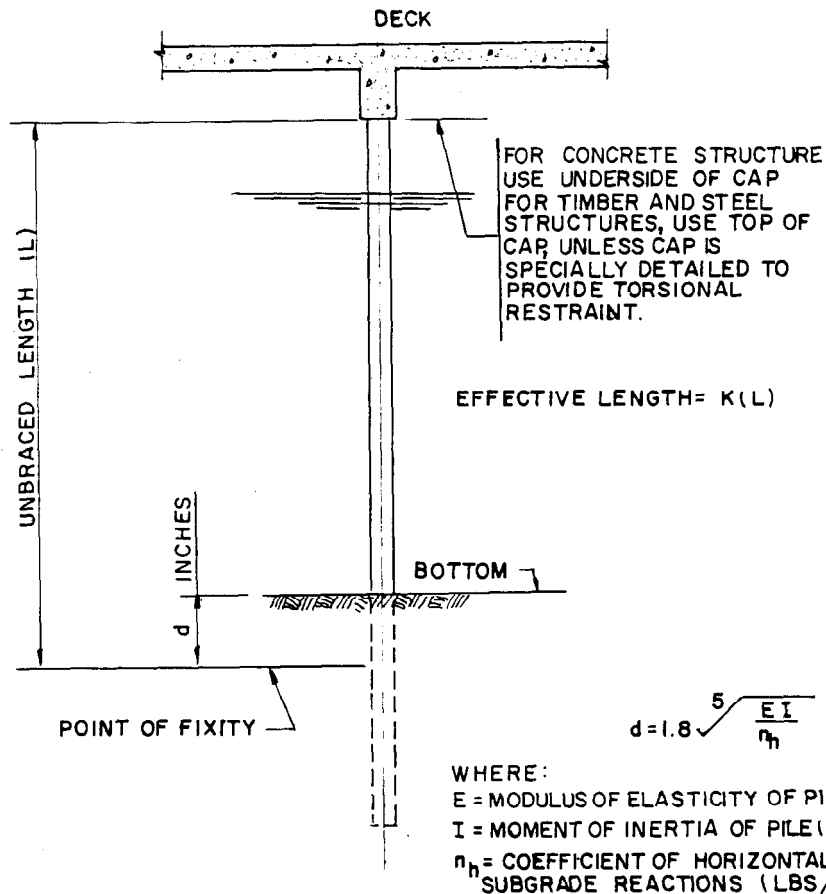 DECK
FOR CONCRETE STRUCTURE
USE UNDERSIDE OF CAP
FOR TIMBER AND STEEL
STRUCTURES, USE TOP OF
CAP, UNLESS CAP IS
SPECIALLY DETAILED TO
PROVIDE TORSIONAL
RESTRAINT.
UNBRACED LENGTH (L)
EFFECTIVE LENGTH = K(L)
d INCHES
BOTTOM
POINT OF FIXITY
d=1.8 5√EI/nh
WHERE:
E = MODULUS OF ELASTICITY OF
I = MOMENT OF INERTIA OF PILE (
nh = COEFFICIENT OF HORIZONTAL
SUBGRADE REACTIONS (LBS/